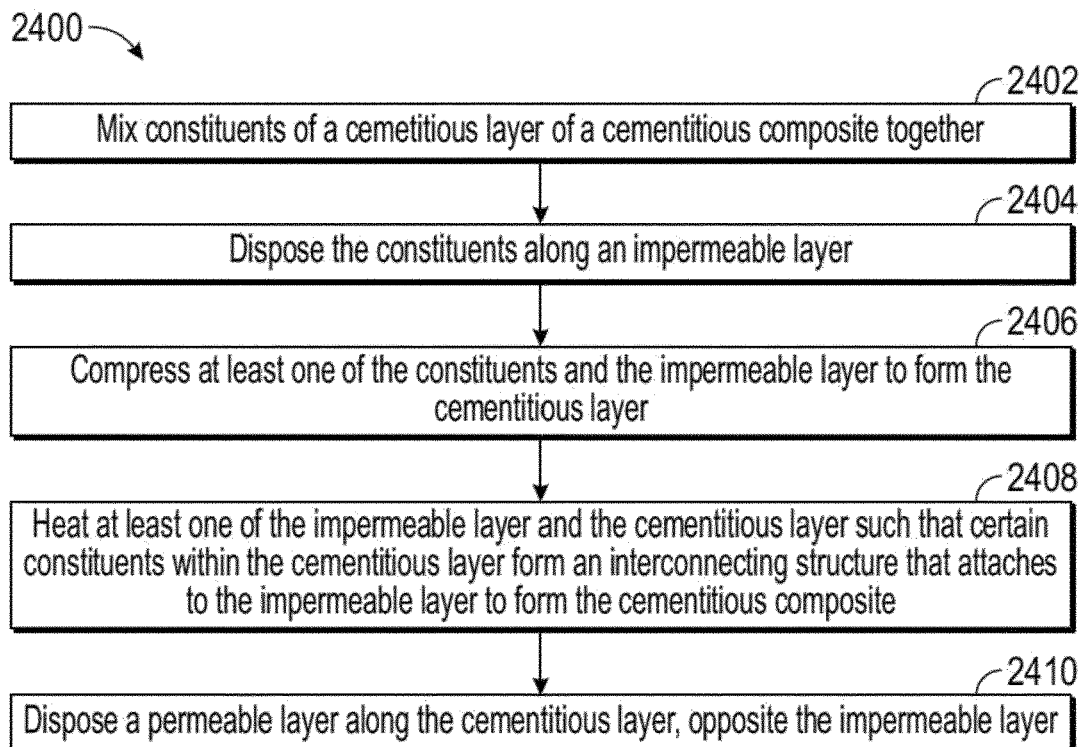 2400
2402
Mix constituents of a cemetitious layer of a cementitious composite together
2404
Dispose the constituents along an impermeable layer
2406
Compress at least one of the constituents and the impermeable layer to form the
cementitious layer
2408
Heat at least one of the impermeable layer and the cementitious layer such that certain
constituents within the cementitious layer form an interconnecting structure that attaches
to the impermeable layer to form the cementitious composite
2410
Dispose a permeable layer along the cementitious layer, opposite the impermeable layer